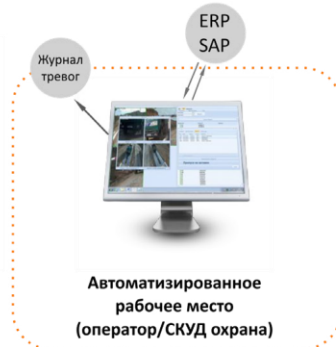 ERP
SAP
Журнал
тревог
Автоматизированное
рабочее место
(оператор/СКУД охрана)